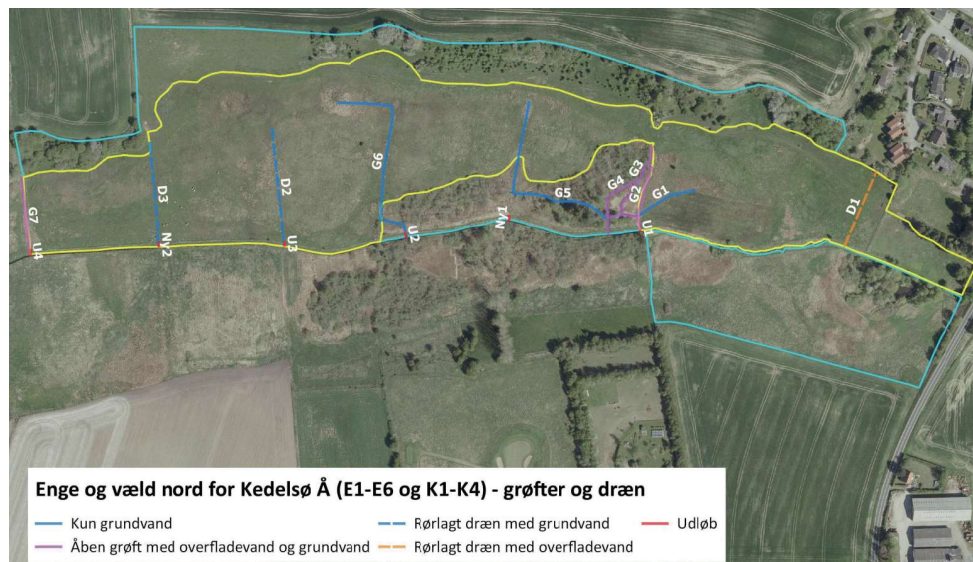 G7
U4
D3
Ny2
D2
U3
G6
U2
Ny1
G5
G4
G3
G2
G1
U1
D1
Enge og væld nord for Kedelsø Å (E1-E6 og K1-K4) - grøfter og dræn
Kun grundvand
Rørlagt dræn med grundvand
Udløb
Åben grøft med overfladevand og grundvand
Rørlagt dræn med overfladevand